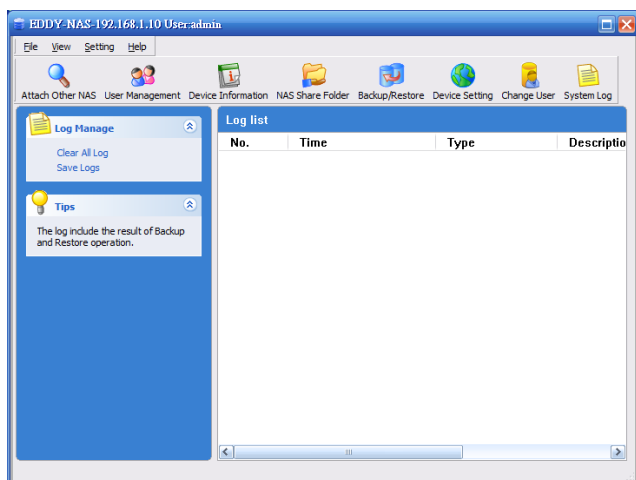 EDDY-NAS-192.168.1.10 User:admin
File View Setting Help
Attach Other NAS User Management Device Information NAS Share Folder Backup/Restore Device Setting Change User System Log
Log Manage
Clear All Log
Save Logs
Tips
The log include the result of Backup
and Restore operation.
Log list
No. Time Type Descriptio